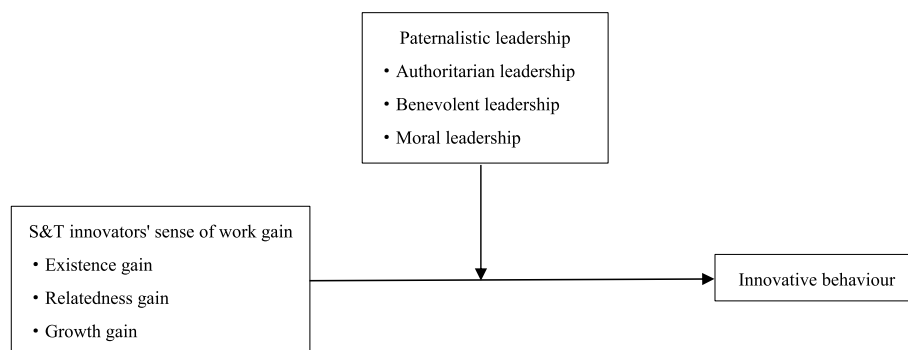 Paternalistic leadership
・Authoritarian leadership
・Benevolent leadership
・Moral leadership
S&T innovators' sense of work gain
・Existence gain
・Relatedness gain
・Growth gain
Innovative behaviour